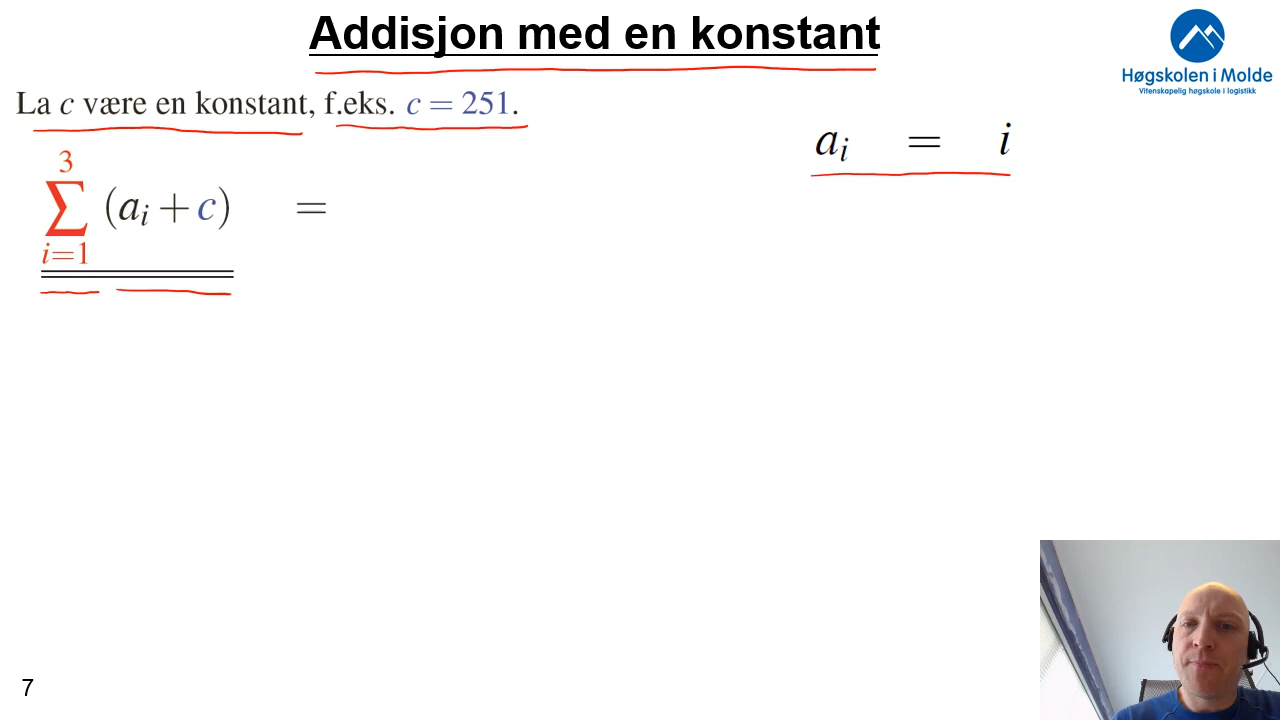 Addisjon med en konstant
Høgskolen i Molde
Vitenskapelig høgskole i logistikk
La c være en konstant, f.eks. c = 251.
a_i = i
\sum_{i=1}^{3} (a_i + c) =
7